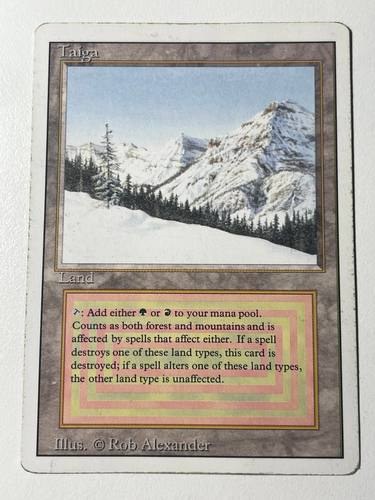 Taiga
Land
: Add either or to your mana pool.
Counts as both forest and mountains and is
affected by spells that affect either. If a spell
destroys one of these land types, this card is
destroyed; if a spell alters one of these land types,
the other land type is unaffected.
Illus. © Rob Alexander